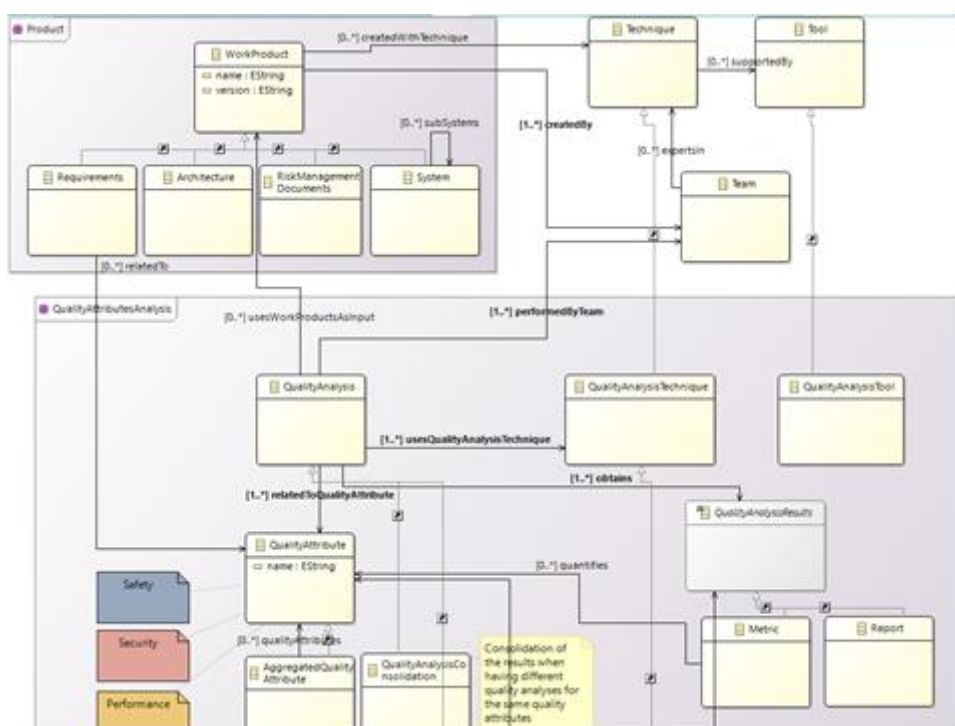 Product
[0..*] createdWithTechnique
Technique
Tool
WorkProduct
name : EString
version : EString
[0..*] supportedBy
[0..*] subSystems
[1..*] createdBy
[0..*] expertsIn
Requirements
Architecture
RiskManagement
Documents
System
Team
[0..*] relatedTo
QualityAttributesAnalysis
[0..*] usesWorkProductsAsInput
[1..*] performedByTeam
QualityAnalysis
QualityAnalysisTechnique
QualityAnalysisTool
[1..*] usesQualityAnalysisTechnique
[1..*] obtains
[1..*] relatedToQualityAttribute
QualityAnalysisResults
QualityAttribute
name : EString
[0..*] quantifies
Safety
Security
[0..*] qualityAttributes
Metric
Report
AggregatedQuality
Attribute
QualityAnalysisCo
nsolidation
Consolidation of
the results when
having different
quality analyses for
the same quality
attributes
Performance